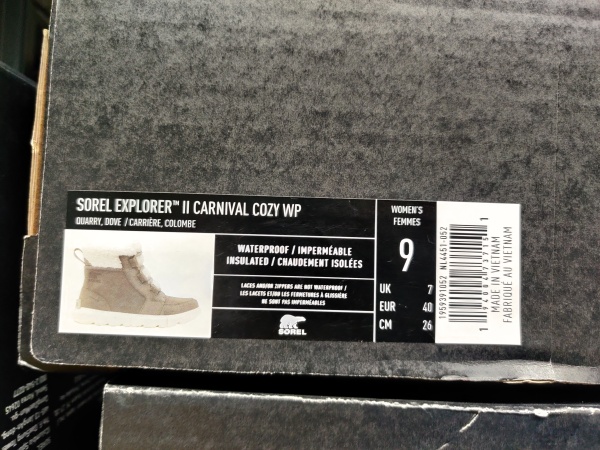 SOREL EXPLORER™ II CARNIVAL COZY WP
QUARRY, DOVE / CARRIÈRE, COLOMBE
WATERPROOF / IMPERMÉABLE
INSULATED / CHAUDEMENT ISOLÉES
LACES AND/OR ZIPPERS ARE NOT WATERPROOF /
LES LACETS ET/OU LES FERMETURES À GLISSIÈRE
NE SONT PAS IMPERMÉABLES
SOREL
WOMEN'S
FEMMES
9
UK 7
EUR 40
CM 26
1959391052 NL4451-052
MADE IN VIETNAM
FABRIQUÉ AU VIETNAM